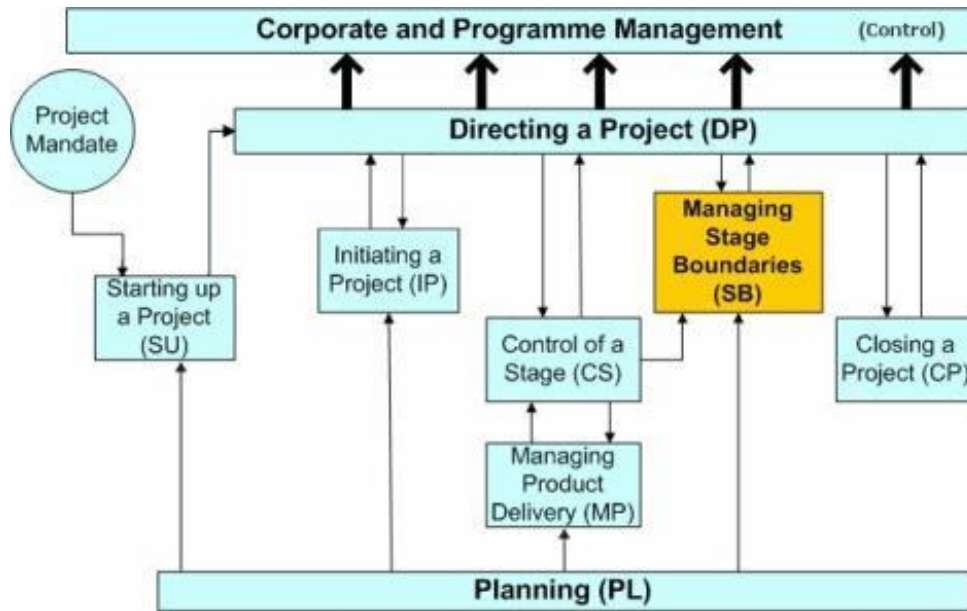 Corporate and Programme Management (Control)
Project
Mandate
Directing a Project (DP)
Initiating a
Project (IP)
Managing
Stage
Boundaries
(SB)
Starting up
a Project
(SU)
Control of a
Stage (CS)
Closing a
Project (CP)
Managing
Product
Delivery (MP)
Planning (PL)